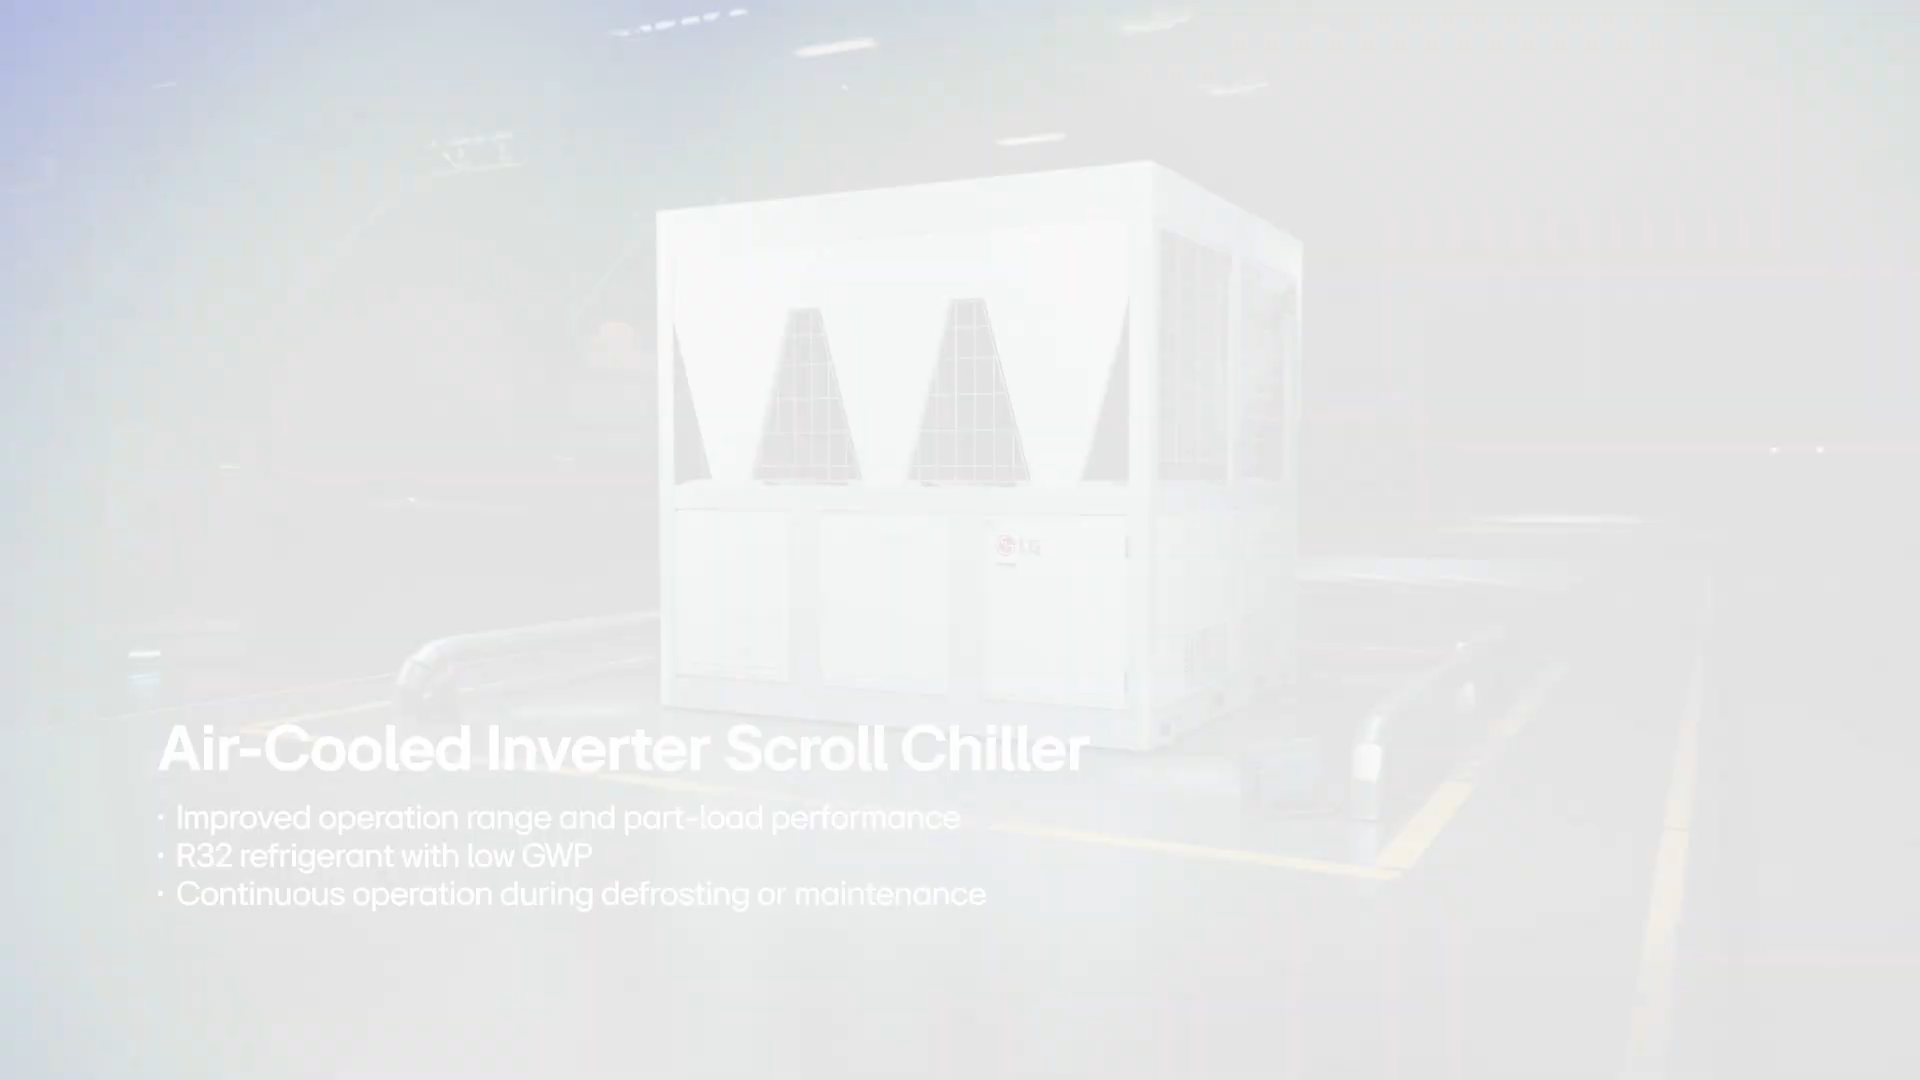 LG
Air-Cooled Inverter Scroll Chiller
· Improved operation range and part-load performance
· R32 refrigerant with low GWP
· Continuous operation during defrosting or maintenance